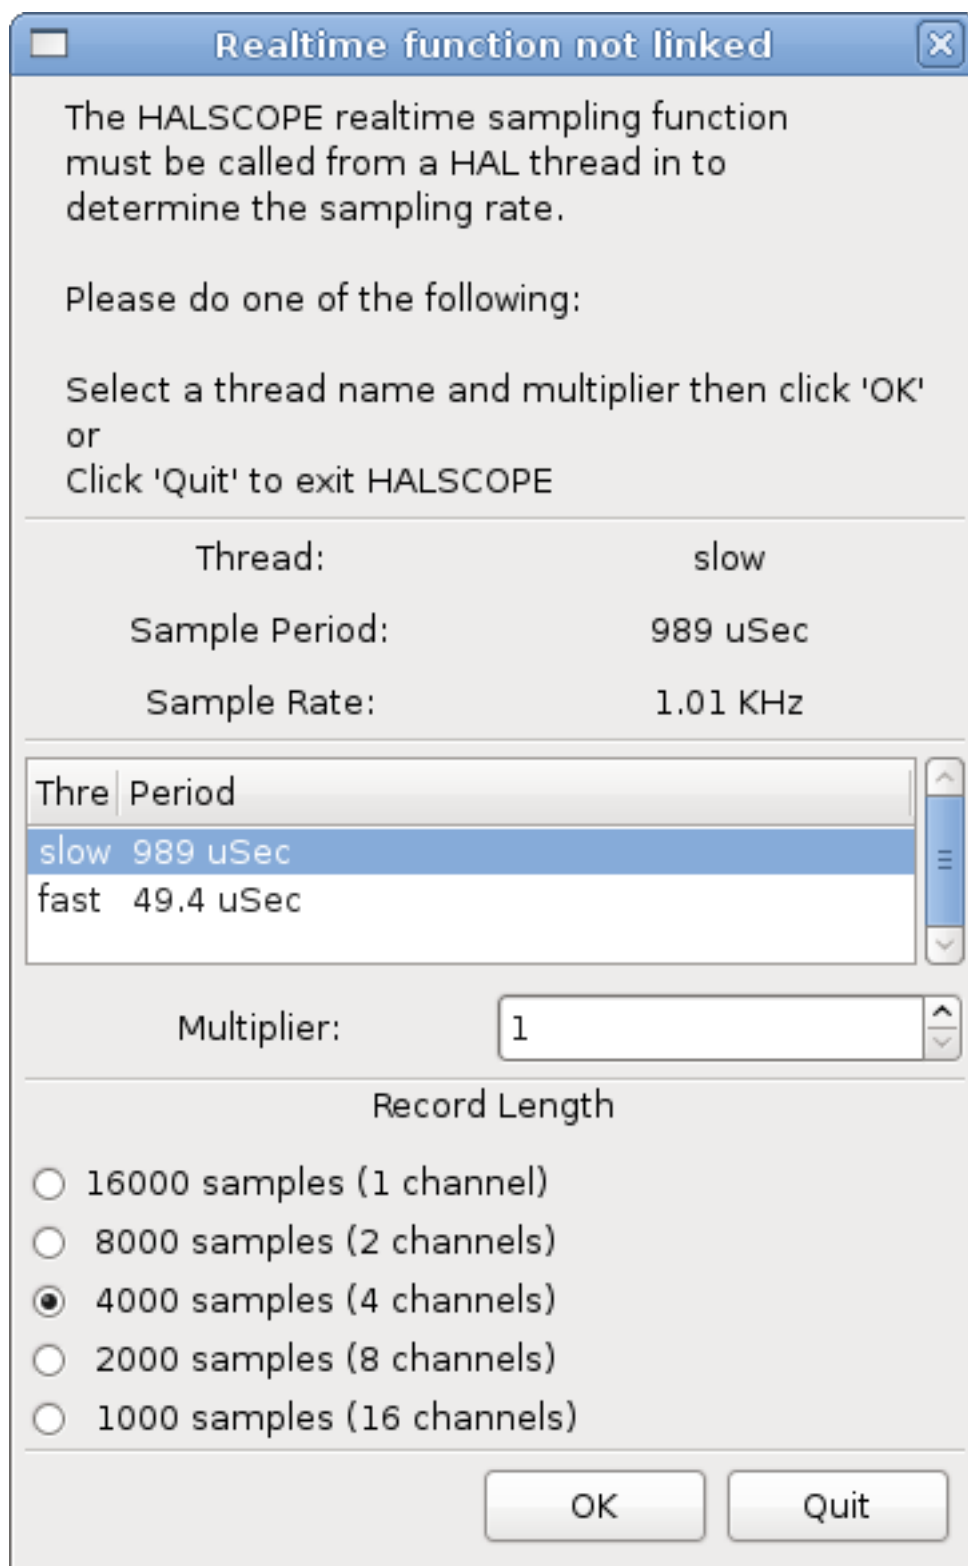 Realtime function not linked
The HALSCOPE realtime sampling function
must be called from a HAL thread in to
determine the sampling rate.
Please do one of the following:
Select a thread name and multiplier then click 'OK'
or
Click 'Quit' to exit HALSCOPE
Thread: slow
Sample Period: 989 uSec
Sample Rate: 1.01 KHz
Thre Period
slow 989 uSec
fast 49.4 uSec
Multiplier: 1
Record Length
16000 samples (1 channel)
8000 samples (2 channels)
4000 samples (4 channels)
2000 samples (8 channels)
1000 samples (16 channels)
OK Quit